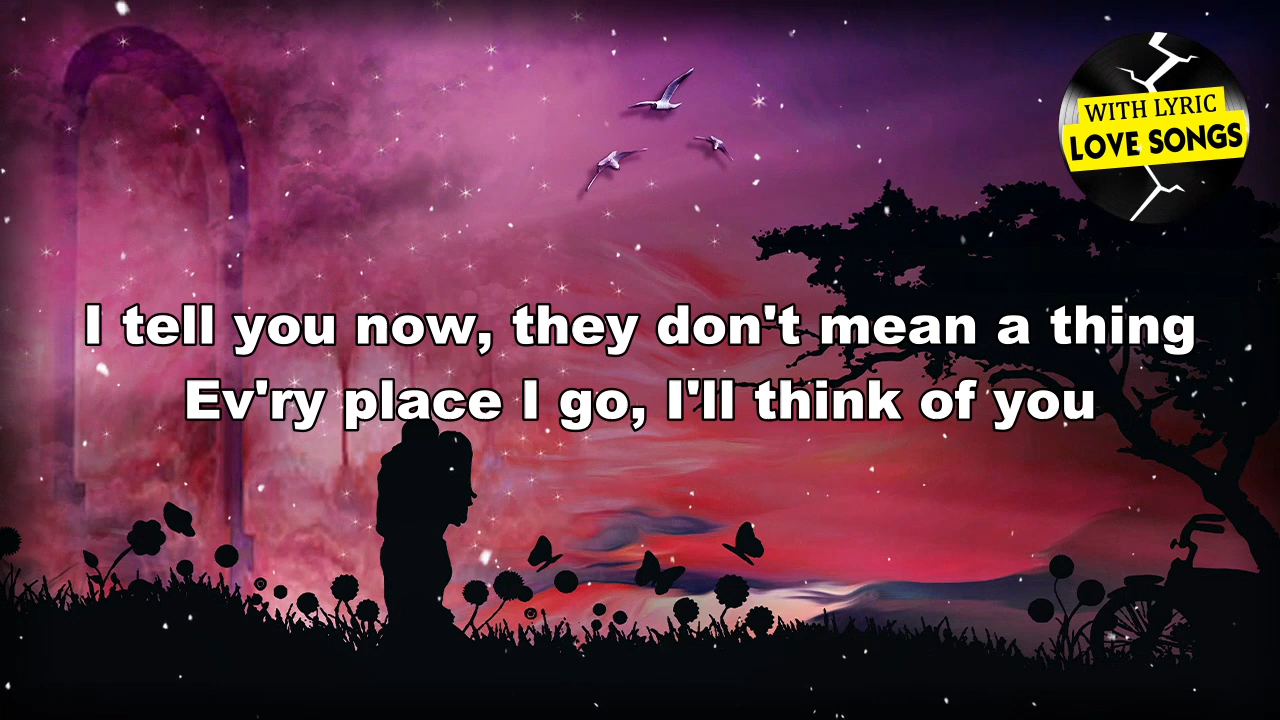 WITH LYRIC
LOVE SONGS
I tell you now, they don't mean a thing
Ev'ry place I go, I'll think of you